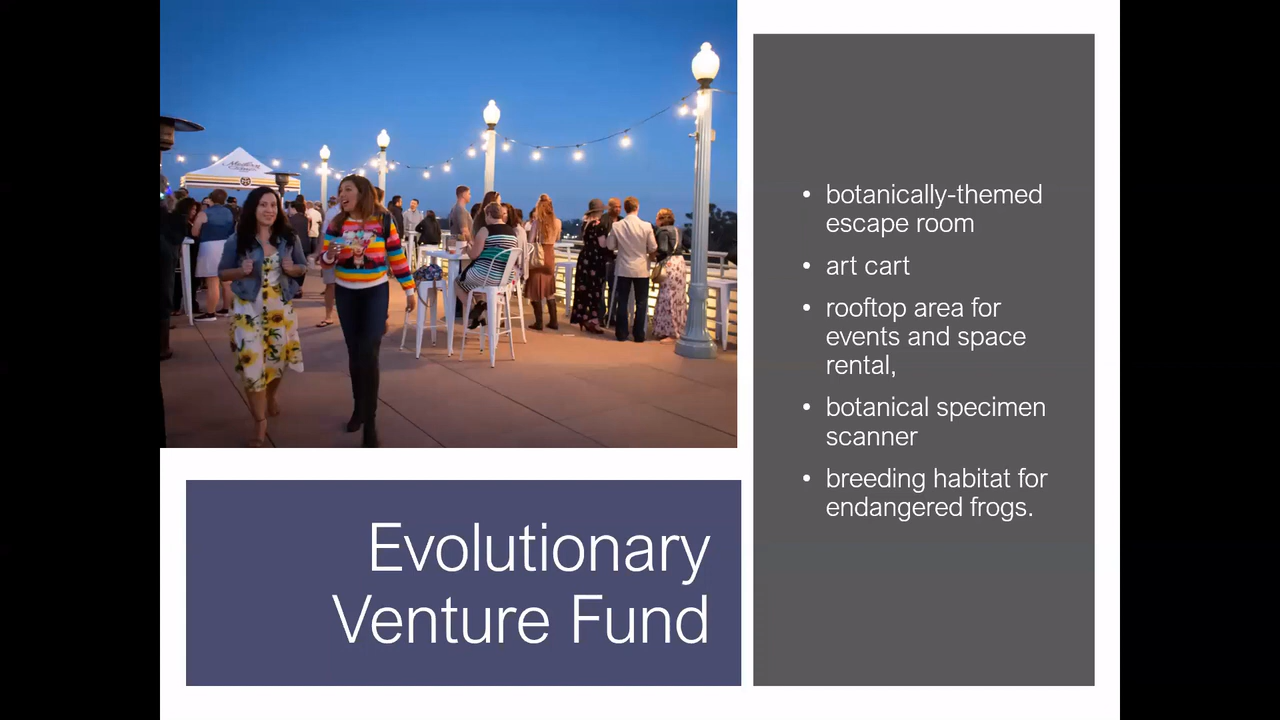 Evolutionary
Venture Fund
• botanically-themed
escape room
• art cart
• rooftop area for
events and space
rental,
• botanical specimen
scanner
• breeding habitat for
endangered frogs.